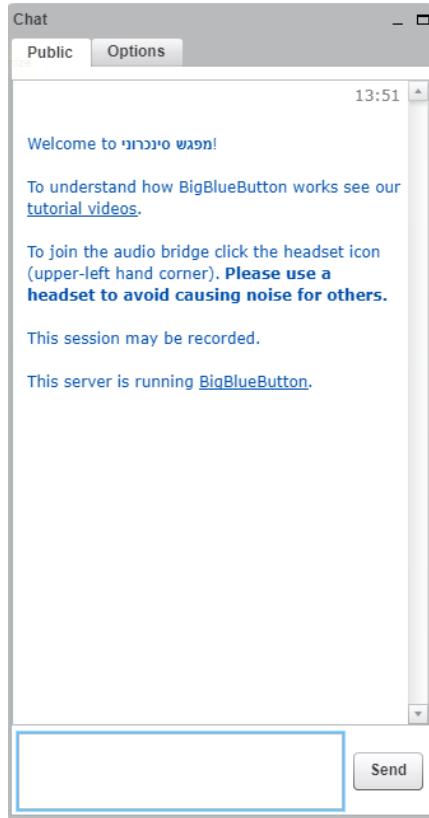 Chat
Public Options
13:51
Welcome to מפגש סינכרוני!
To understand how BigBlueButton works see our
tutorial videos.
To join the audio bridge click the headset icon
(upper-left hand corner). Please use a
headset to avoid causing noise for others.
This session may be recorded.
This server is running BigBlueButton.
Send